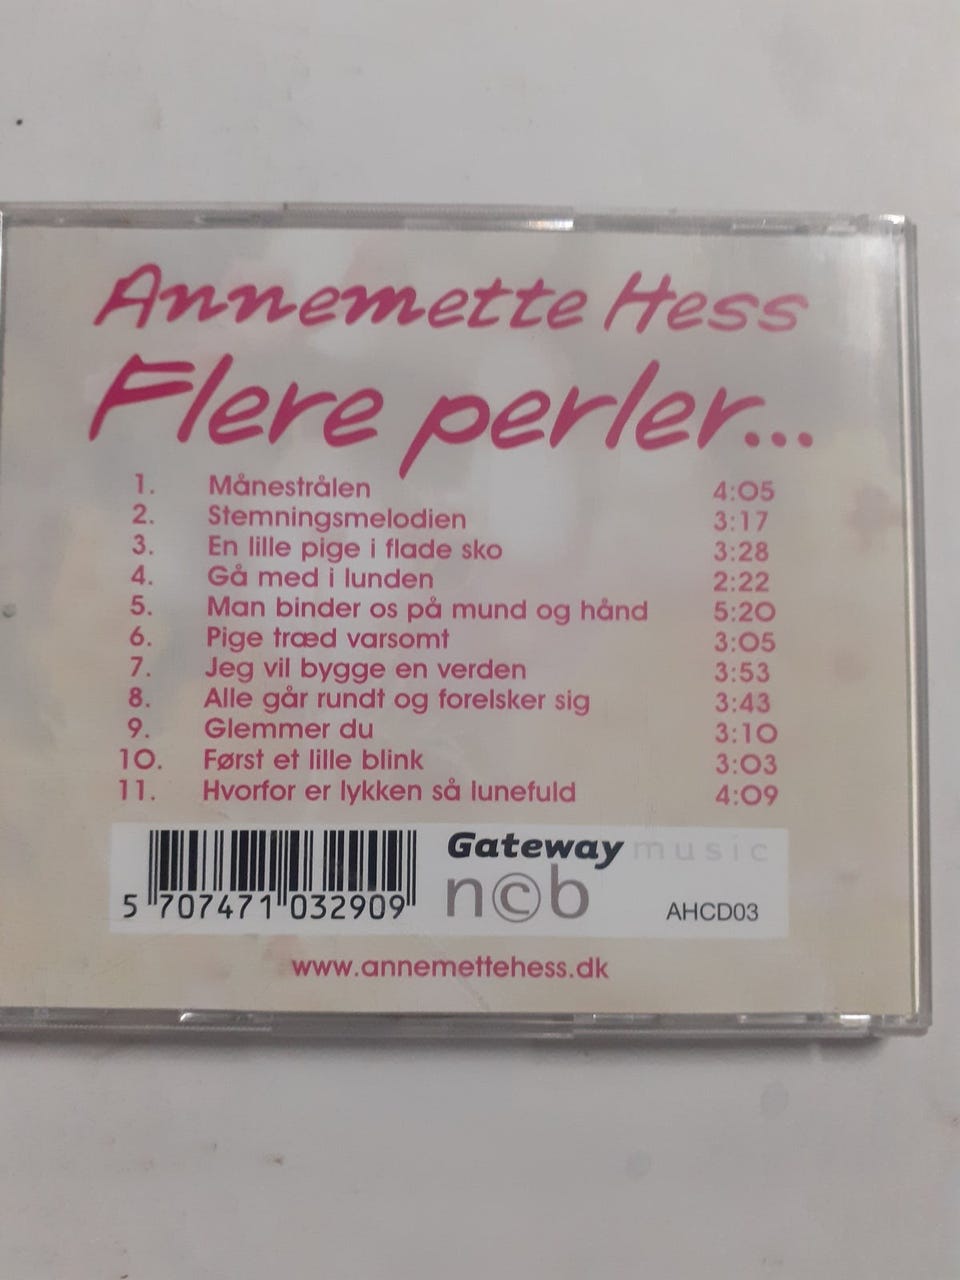 Annemette Hess
Flere perler...
1. Månestrålen 4:05
2. Stemningsmelodien 3:17
3. En lille pige i flade sko 3:28
4. Gå med i lunden 2:22
5. Man binder os på mund og hånd 5:20
6. Pige træd varsomt 3:05
7. Jeg vil bygge en verden 3:53
8. Alle går rundt og forelsker sig 3:43
9. Glemmer du 3:10
10. Først et lille blink 3:03
11. Hvorfor er lykken så lunefuld 4:09
Gateway music
n©b
5 707471 032909
AHCD03
www.annemettehess.dk